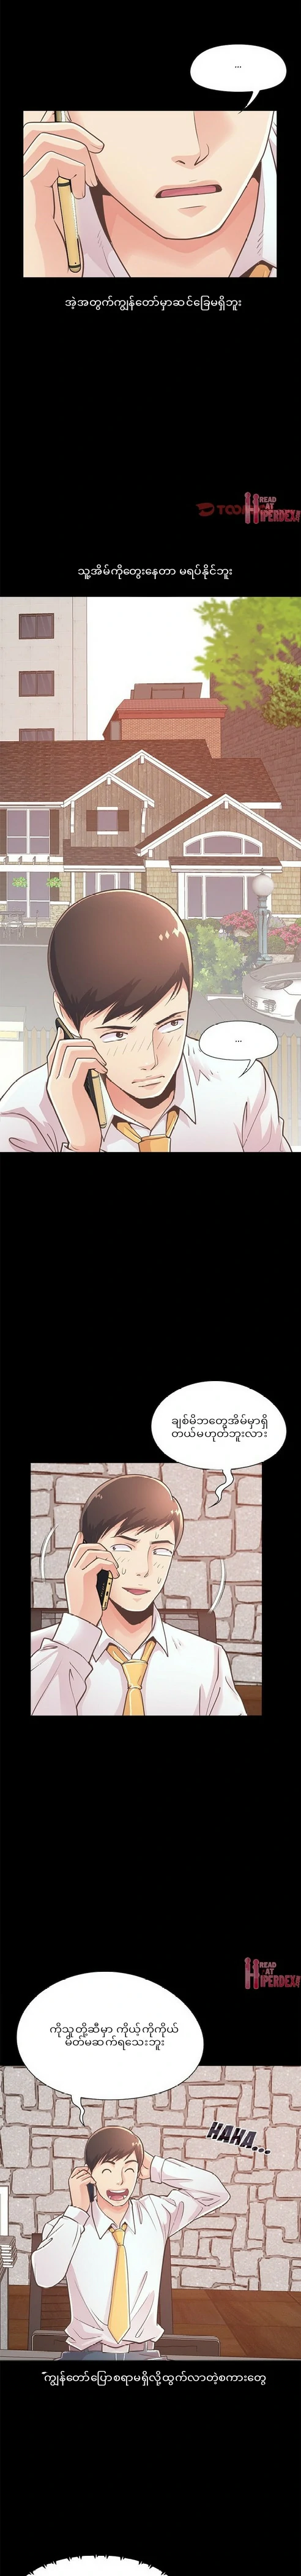 ...
အဲ့အတွက်ကျွန်တော်မှာဆင်ခြေမရှိဘူး
TOO
READ
AT
HIPERDEX
သူ့အိမ်ကိုတွေးနေတာ မရပ်နိုင်ဘူး
...
ချစ်မိဘတွေအိမ်မှာရှိ
တယ်မဟုတ်ဘူးလား
READ
AT
HIPERDEX
ကိုသူတို့ဆီမှာ ကိုယ့်ကိုကိုယ်
မိတ်မဆက်ရသေးဘူး
HAHA...
ကျွန်တော်ပြောစရာမရှိလို့ထွက်လာတဲ့စကားတွေ